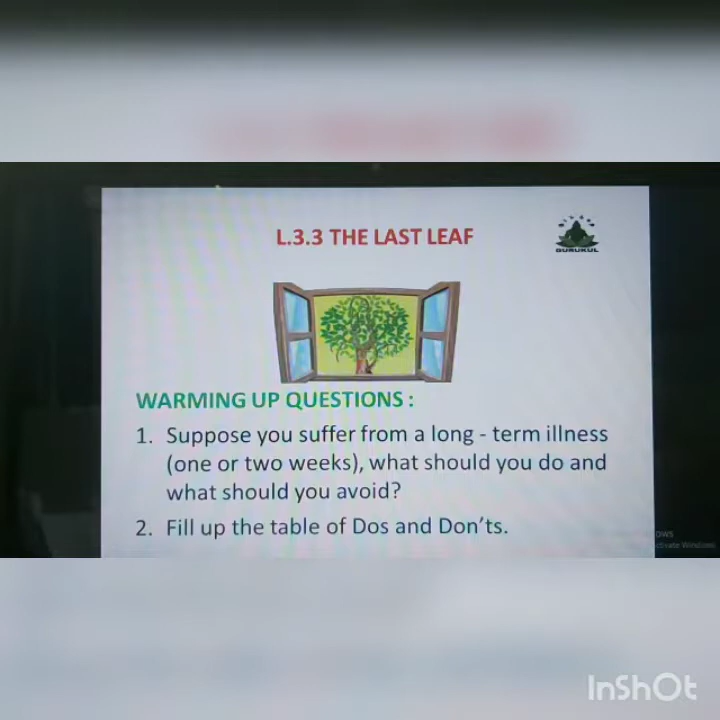 L.3.3 THE LAST LEAF
GURUKUL
WARMING UP QUESTIONS :
1. Suppose you suffer from a long - term illness
(one or two weeks), what should you do and
what should you avoid?
2. Fill up the table of Dos and Don'ts.
InShOt